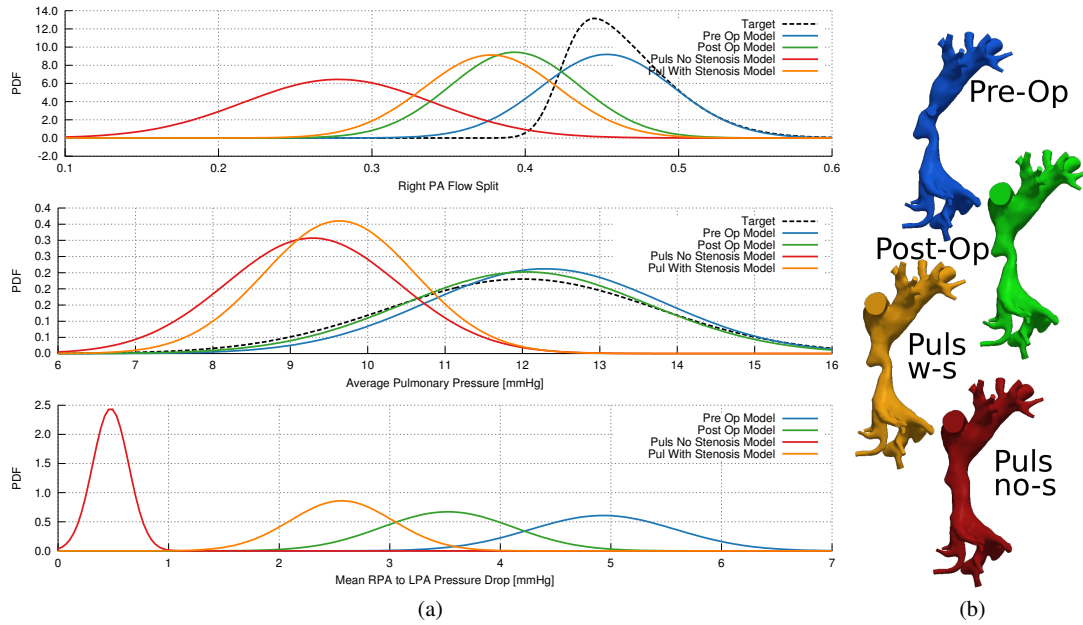 14.0
12.0
10.0
8.0
6.0
4.0
2.0
0.0
-2.0
PDF
Target
Pre Op Model
Post Op Model
Puls No Stenosis Model
Pul With Stenosis Model
0.1 0.2 0.3 0.4 0.5 0.6
Right PA Flow Split
0.4
0.3
0.3
0.2
0.2
0.1
0.1
0.0
PDF
Target
Pre Op Model
Post Op Model
Puls No Stenosis Model
Pul With Stenosis Model
6 7 8 9 10 11 12 13 14 15 16
Average Pulmonary Pressure [mmHg]
2.5
2.0
1.5
1.0
0.5
0.0
PDF
Pre Op Model
Post Op Model
Puls No Stenosis Model
Pul With Stenosis Model
0 1 2 3 4 5 6 7
Mean RPA to LPA Pressure Drop [mmHg]
(a)
Pre-Op
Post-Op
Puls
w-s
Puls
no-s
(b)